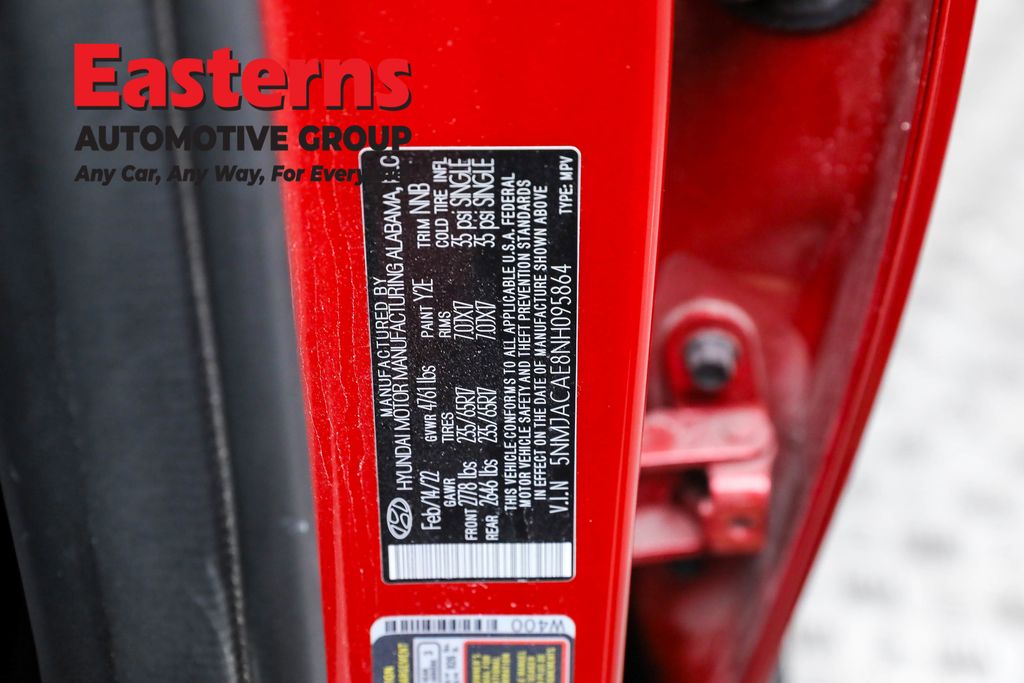 Easterns
AUTOMOTIVE GROUP
Any Car, Any Way, For Every
MANUFACTURED BY
HYUNDAI MOTOR MANUFACTURING ALABAMA, LLC
Feb/14/22 GVWR 4761 lbs PAINT Y2E TRIM NNB
GAWR TIRES RIMS COLD TIRE INFL
FRONT 2778 lbs 235/65R17 7.0JX17 35 psi SINGLE
REAR 2646 lbs 235/65R17 7.0JX17 35 psi SINGLE
THIS VEHICLE CONFORMS TO ALL APPLICABLE U.S.A. FEDERAL
MOTOR VEHICLE SAFETY AND THEFT PREVENTION STANDARDS
IN EFFECT ON THE DATE OF MANUFACTURE SHOWN ABOVE
V.I.N 5NMJACAE8NH095864 TYPE: MPV
W400